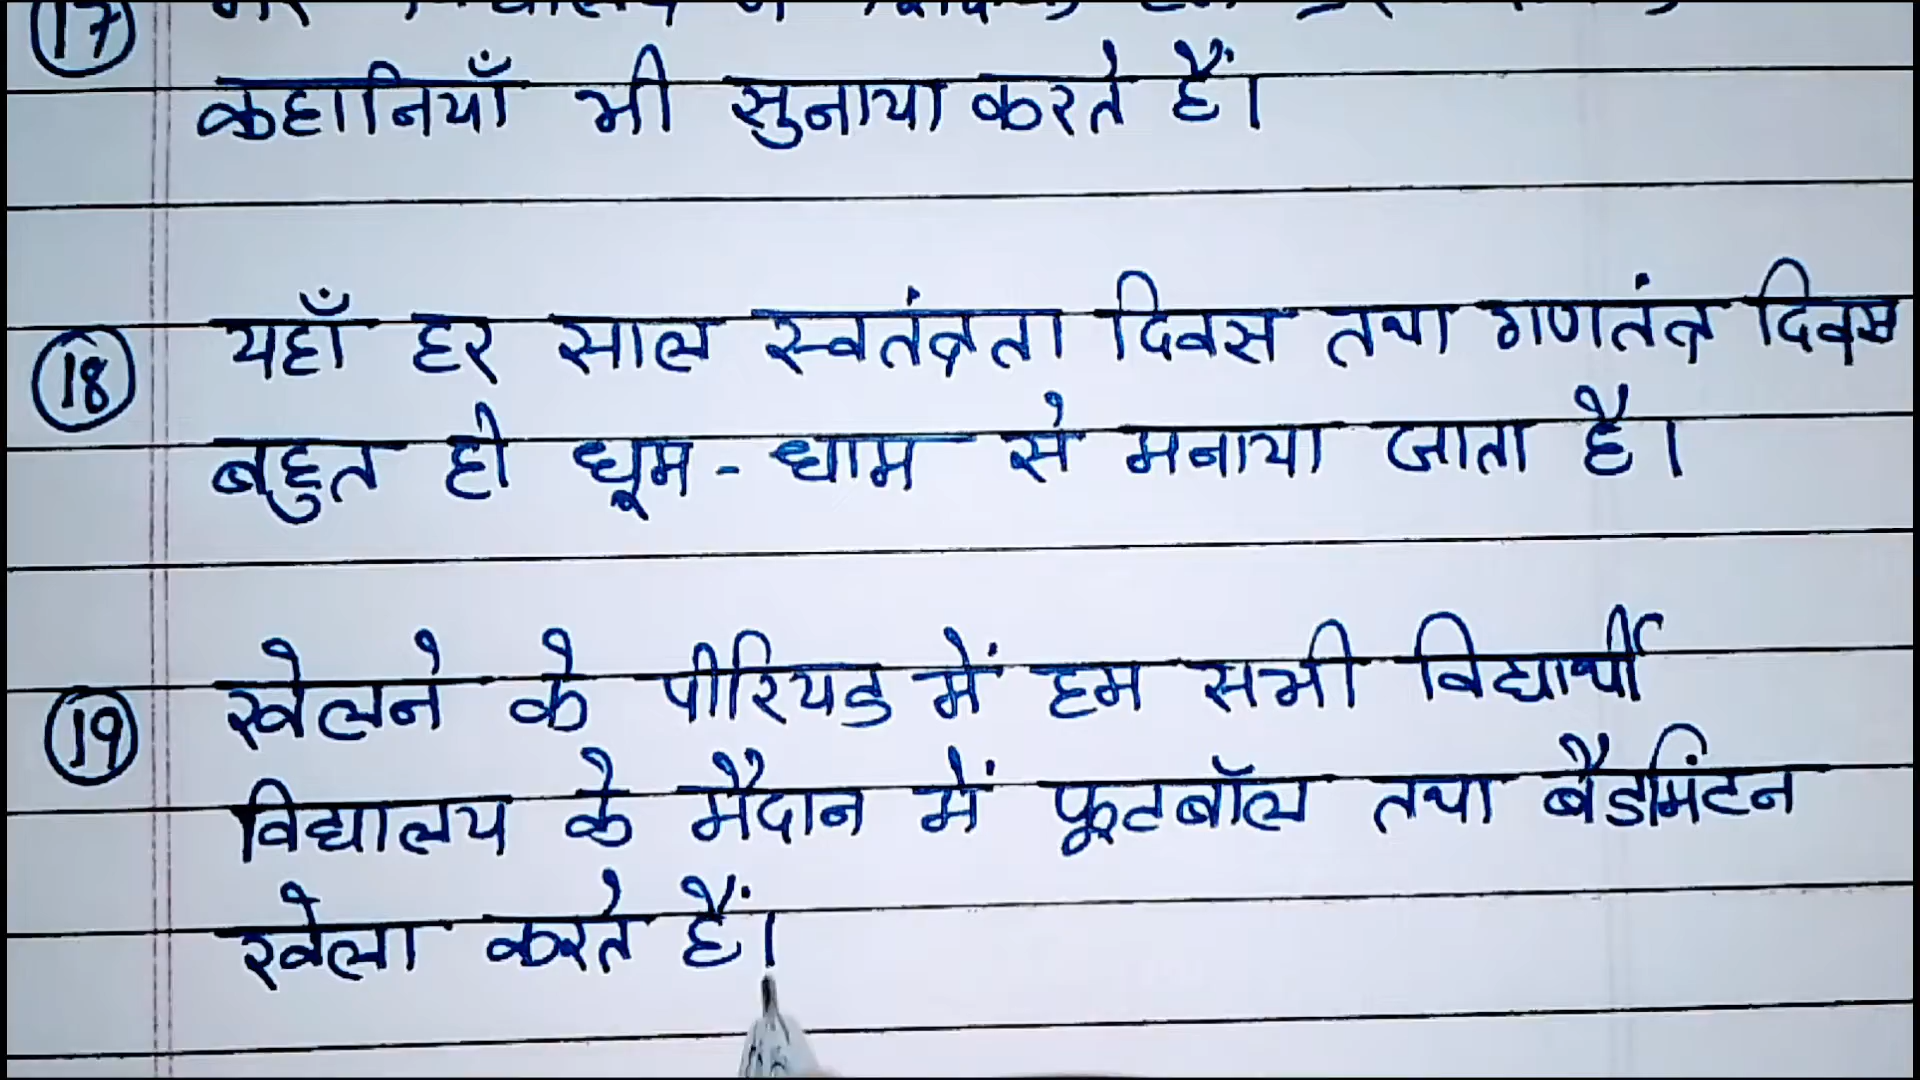 17
कहानियाँ भी सुनाया करते हैं।
18 यहाँ हर साल स्वतंत्रता दिवस तथा गणतंत्र दिवस
बहुत ही धूम-धाम से मनाया जाता है।
19 खेलने के पीरियड में हम सभी विद्यार्थी
विद्यालय के मैदान में फूटबॉल तथा बैडमिंटन
खेला करते हैं।